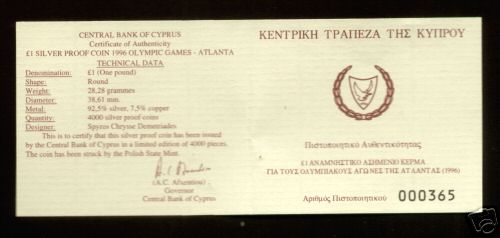 CENTRAL BANK OF CYPRUS
Certificate of Authenticity
£1 SILVER PROOF COIN 1996 OLYMPIC GAMES - ATLANTA
TECHNICAL DATA
Denomination: £1 (One pound)
Shape: Round
Weight: 28,28 grammes
Diameter: 38,61 mm.
Metal: 92,5% silver, 7,5% copper
Quantity: 4000 silver proof coins
Designer: Spyros Chrysse Demetriades
This is to certify that this silver proof coin has been issued
by the Central Bank of Cyprus in a limited edition of 4000 pieces.
The coin has been struck by the Polish State Mint.
(A.C. Afxentiou)
Governor
Central Bank of Cyprus
ΚΕΝΤΡΙΚΗ ΤΡΑΠΕΖΑ ΤΗΣ ΚΥΠΡΟΥ
Πιστοποιητικό Αυθεντικότητας
£1 ΑΝΑΜΝΗΣΤΙΚΟ ΑΣΗΜΕΝΙΟ ΚΕΡΜΑ
ΓΙΑ ΤΟΥΣ ΟΛΥΜΠΙΑΚΟΥΣ ΑΓΩΝΕΣ ΤΗΣ ΑΤΛΑΝΤΑ (1996)
Αριθμός Πιστοποιητικού 000365